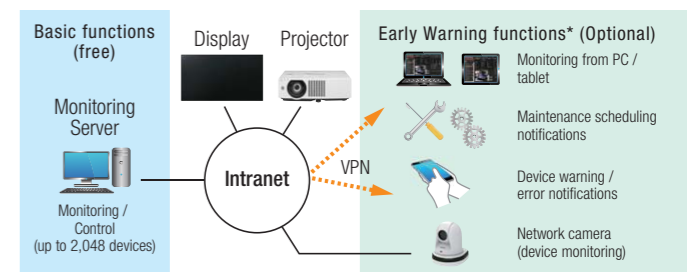 Basic functions
(free)
Monitoring
Server
Monitoring /
Control
(up to 2,048 devices)
Display
Projector
Intranet
VPN
Early Warning functions* (Optional)
Monitoring from PC /
tablet
Maintenance scheduling
notifications
Device warning /
error notifications
Network camera
(device monitoring)